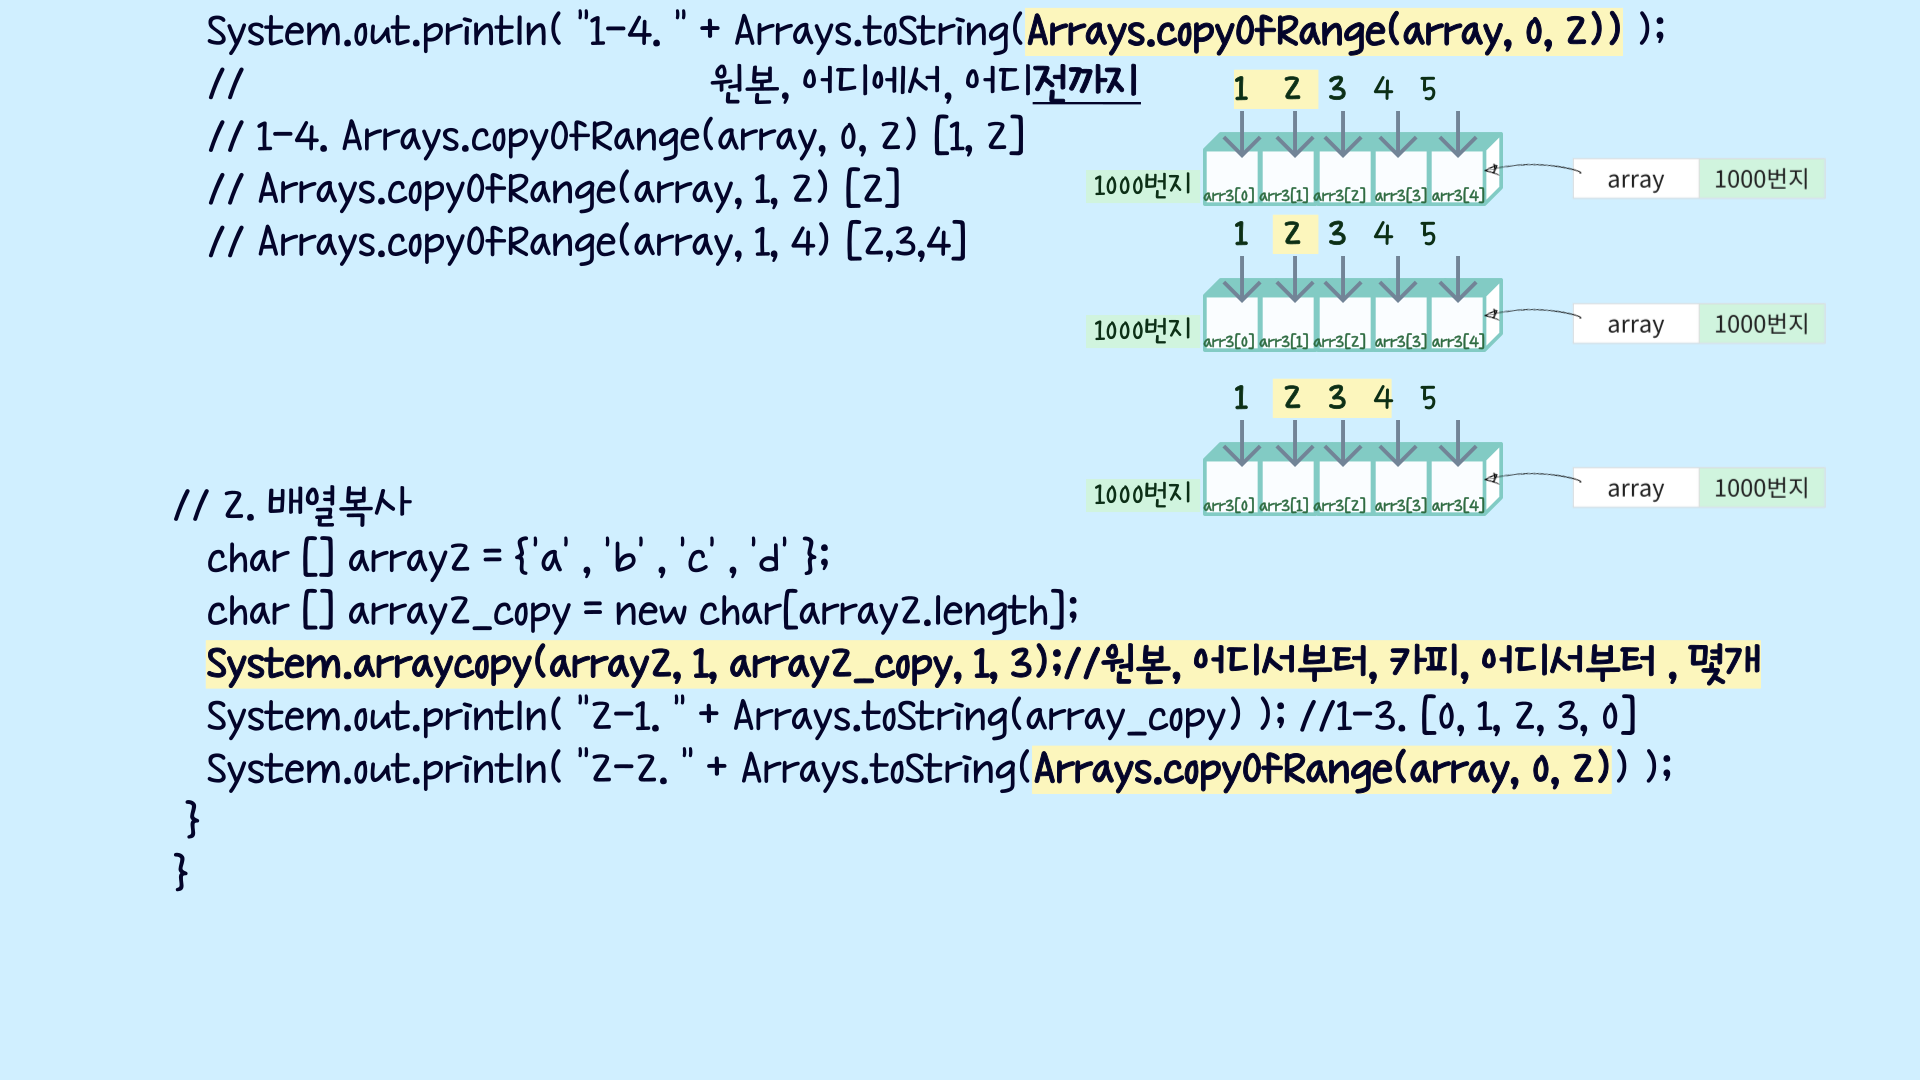 System.out.println( "1-4. " + Arrays.toString(Arrays.copyOfRange(array, 0, 2)) );
// 원본, 어디에서, 어디전까지
// 1-4. Arrays.copyOfRange(array, 0, 2) [1, 2]
// Arrays.copyOfRange(array, 1, 2) [2]
// Arrays.copyOfRange(array, 1, 4) [2,3,4]
1 2 3 4 5
1000번지 arr3[0] arr3[1] arr3[2] arr3[3] arr3[4] array 1000번지
1 2 3 4 5
1000번지 arr3[0] arr3[1] arr3[2] arr3[3] arr3[4] array 1000번지
1 2 3 4 5
1000번지 arr3[0] arr3[1] arr3[2] arr3[3] arr3[4] array 1000번지
// 2. 배열복사
char [] array2 = {'a' , 'b' , 'c' , 'd' };
char [] array2_copy = new char[array2.length];
System.arraycopy(array2, 1, array2_copy, 1, 3);//원본, 어디서부터, 카피, 어디서부터 , 몇개
System.out.println( "2-1. " + Arrays.toString(array_copy) ); //1-3. [0, 1, 2, 3, 0]
System.out.println( "2-2. " + Arrays.toString(Arrays.copyOfRange(array, 0, 2)) );
}
}